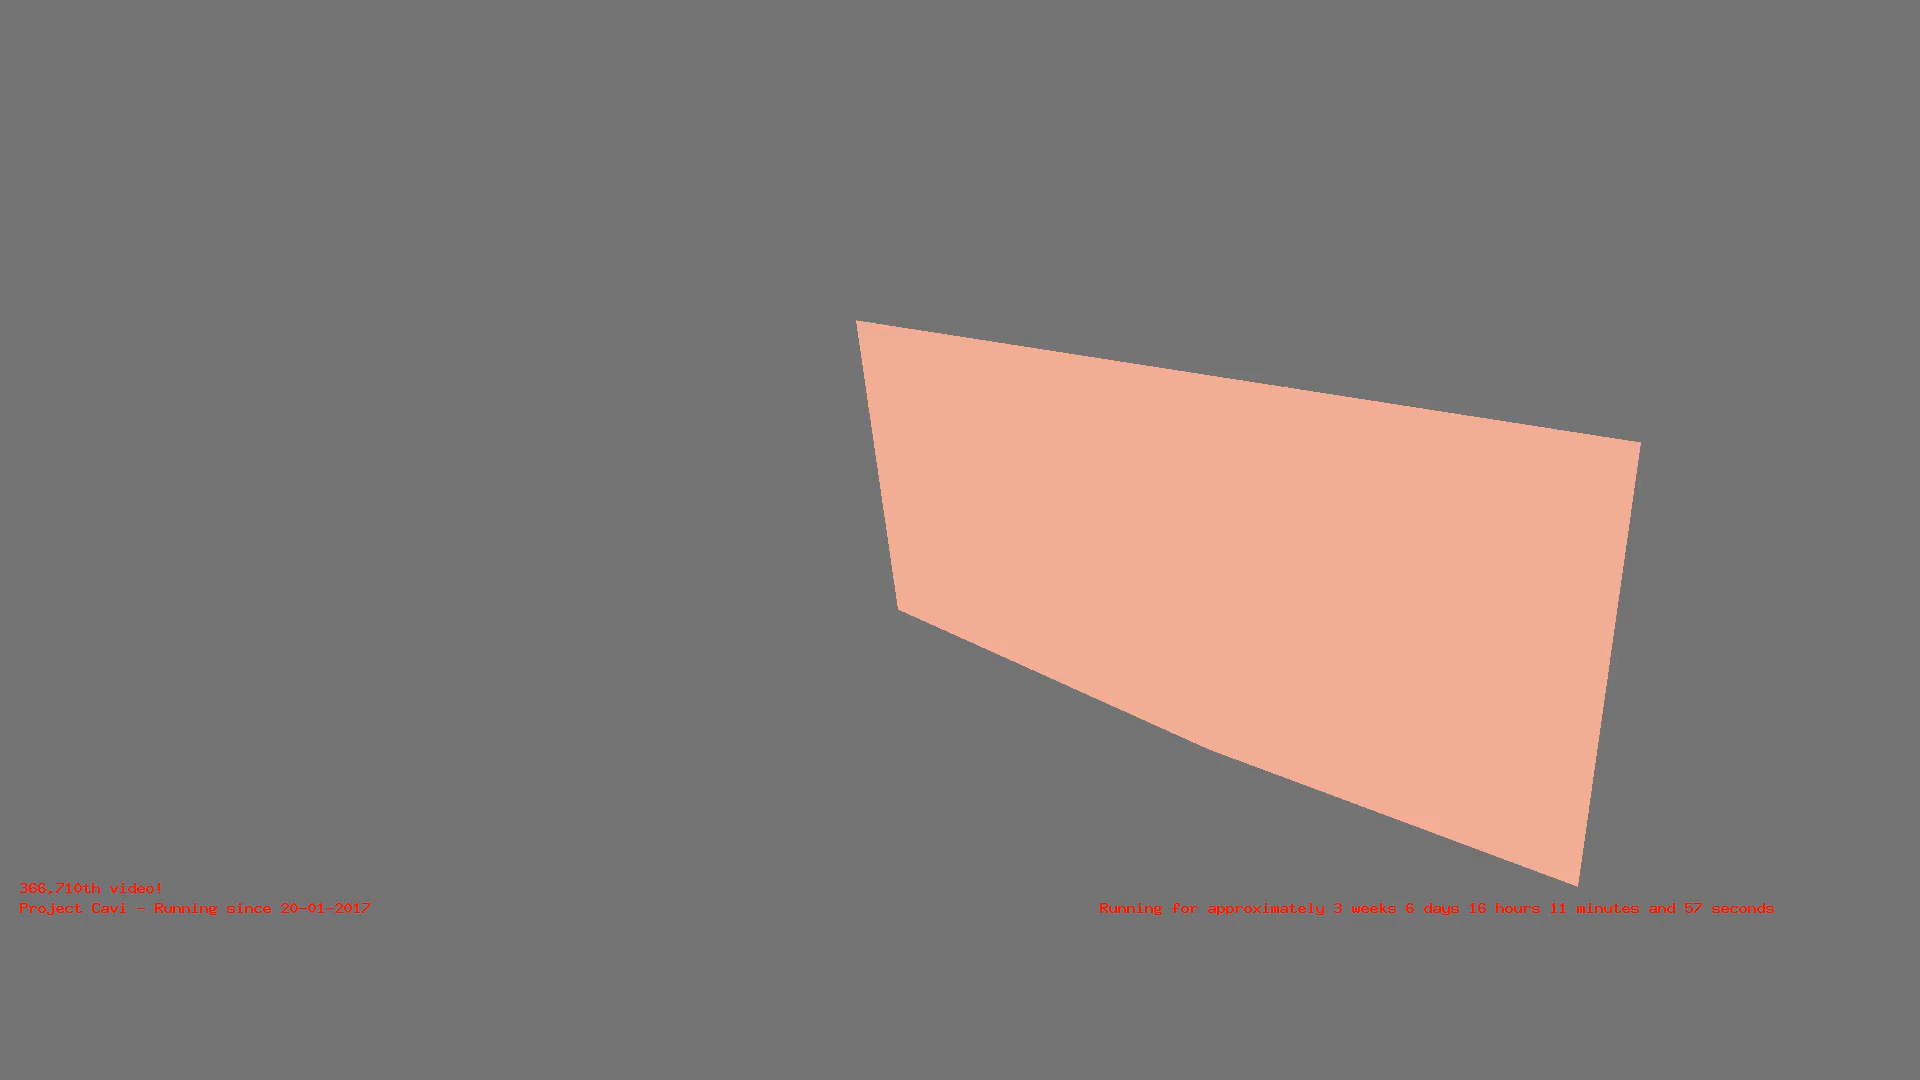 366.710th video!
Project Cavi - Running since 20-01-2017
Running for approximately 3 weeks 6 days 16 hours 11 minutes and 57 seconds